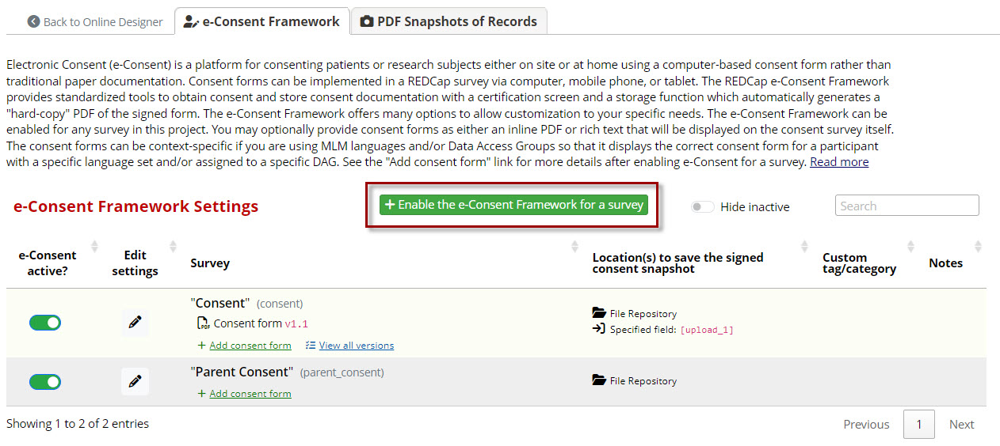 Back to Online Designer
e-Consent Framework
PDF Snapshots of Records
Electronic Consent (e-Consent) is a platform for consenting patients or research subjects either on site or at home using a computer-based consent form rather than
traditional paper documentation. Consent forms can be implemented in a REDCap survey via computer, mobile phone, or tablet. The REDCap e-Consent Framework
provides standardized tools to obtain consent and store consent documentation with a certification screen and a storage function which automatically generates a
"hard-copy" PDF of the signed form. The e-Consent Framework offers many options to allow customization to your specific needs. The e-Consent Framework can be
enabled for any survey in this project. You may optionally provide consent forms as either an inline PDF or rich text that will be displayed on the consent survey itself.
The consent forms can be context-specific if you are using MLM languages and/or Data Access Groups so that it displays the correct consent form for a participant
with a specific language set and/or assigned to a specific DAG. See the "Add consent form" link for more details after enabling e-Consent for a survey. Read more
e-Consent Framework Settings
+ Enable the e-Consent Framework for a survey
Hide inactive
Search
e-Consent
active?
Edit
settings
Survey
Location(s) to save the signed
consent snapshot
Custom
tag/category
Notes
"Consent" (consent)
PDF Consent form v1.1
+ Add consent form
View all versions
File Repository
Specified field: [upload_1]
"Parent Consent" (parent_consent)
+ Add consent form
File Repository
Showing 1 to 2 of 2 entries
Previous 1 Next